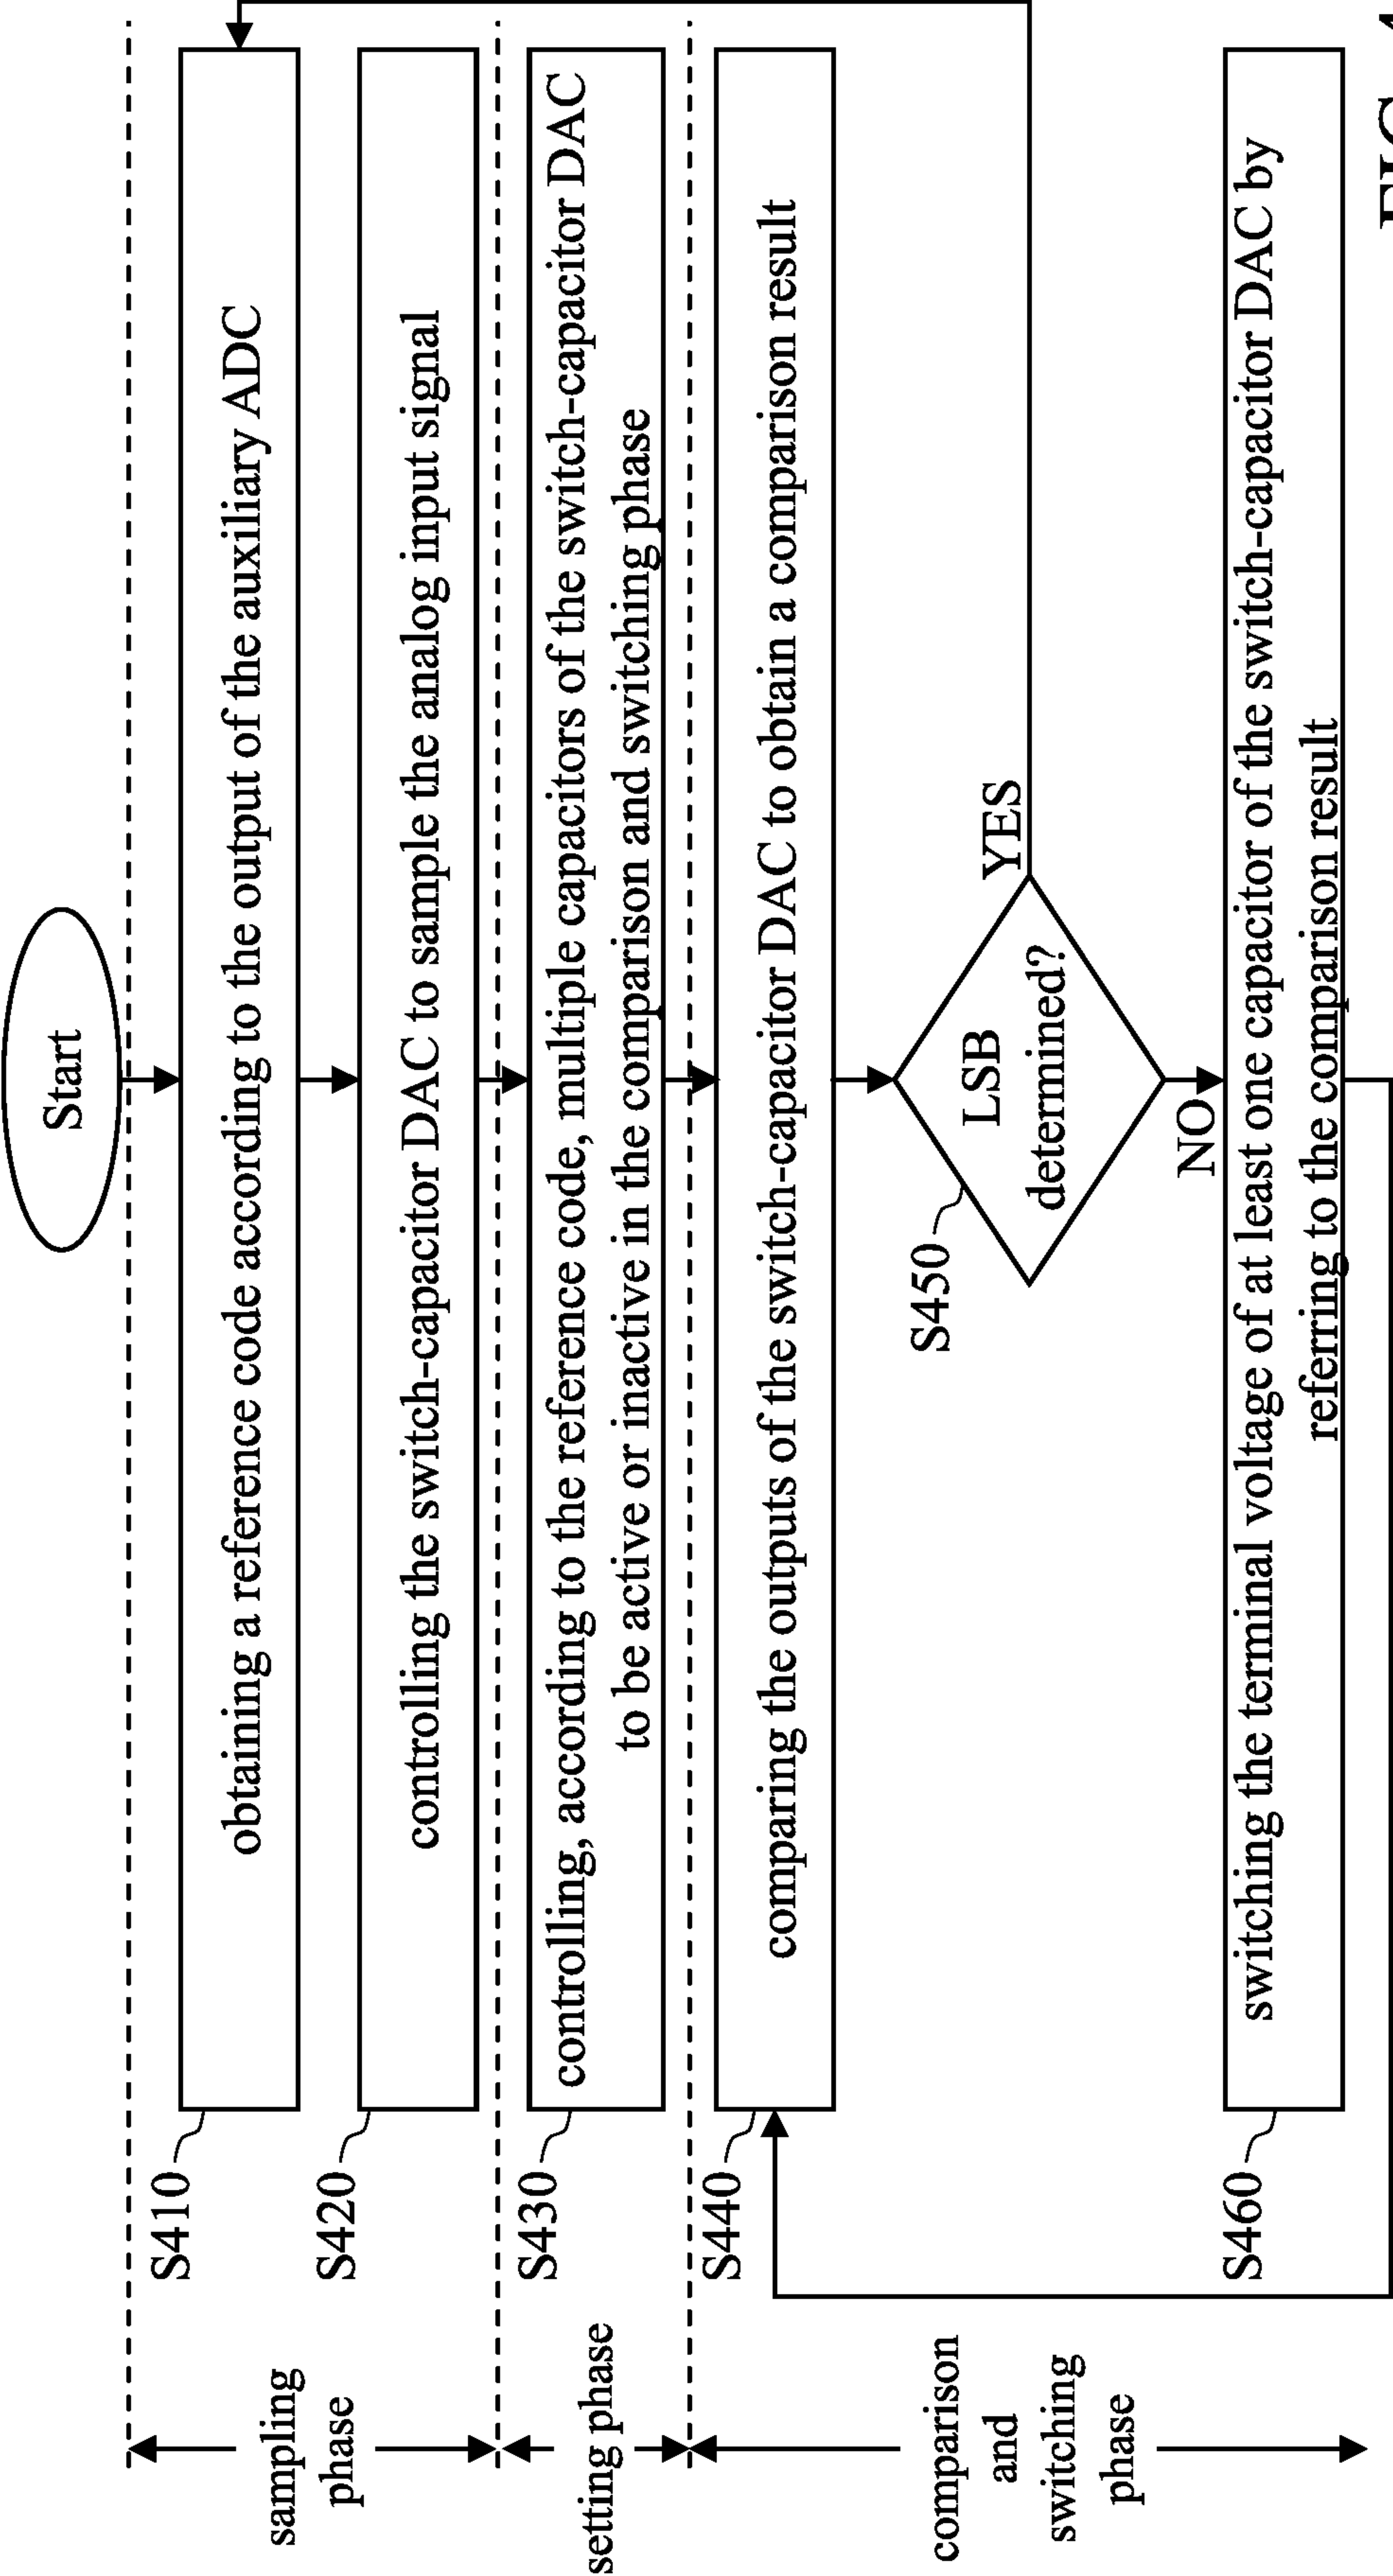 Start
sampling
phase
S410
obtaining a reference code according to the output of the auxiliary ADC
S420
controlling the switch-capacitor DAC to sample the analog input signal
setting phase
S430
controlling, according to the reference code, multiple capacitors of the switch-capacitor DAC
to be active or inactive in the comparison and switching phase
comparison
and
switching
phase
S440
comparing the outputs of the switch-capacitor DAC to obtain a comparison result
S450
LSB
determined?
YES
NO
S460
switching the terminal voltage of at least one capacitor of the switch-capacitor DAC by
referring to the comparison result